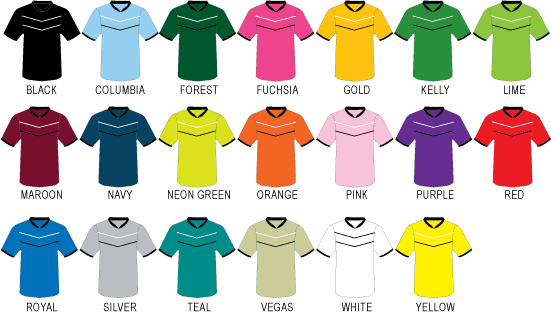 BLACK COLUMBIA FOREST FUCHSIA GOLD KELLY LIME
MAROON NAVY NEON GREEN ORANGE PINK PURPLE RED
ROYAL SILVER TEAL VEGAS WHITE YELLOW